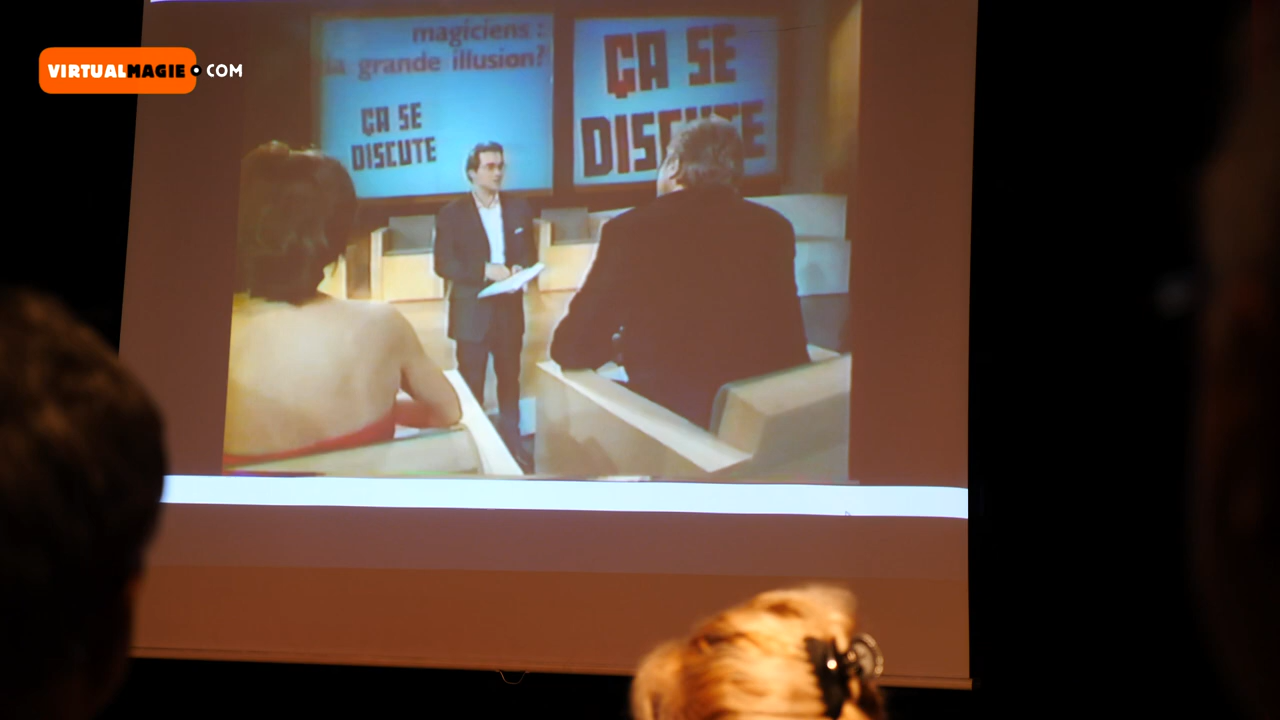 VIRTUALMAGIE.COM
magiciens :
la grande illusion?
ÇA SE
DISCUTE
ÇA SE
DISCUTE